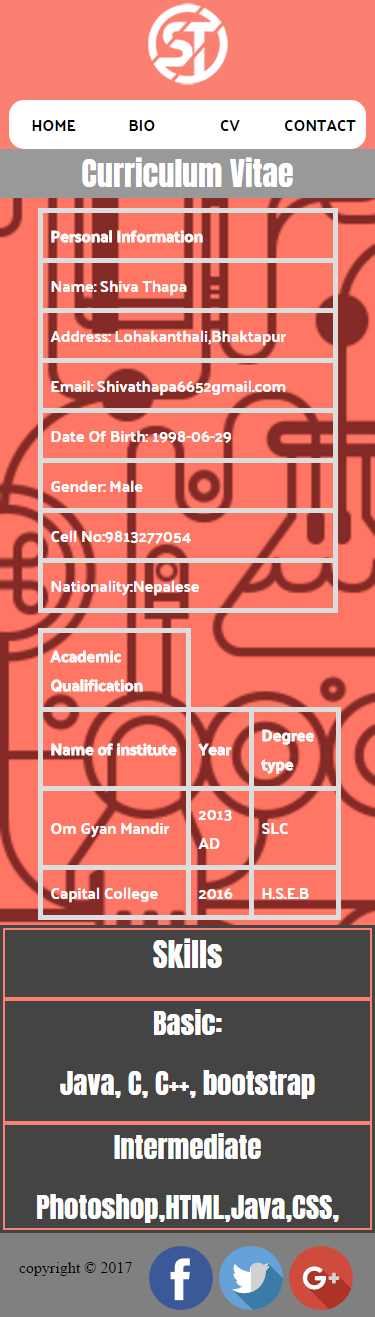 ST
HOME BIO CV CONTACT
Curriculum Vitae
Personal Information
Name: Shiva Thapa
Address: Lohakanthali,Bhaktapur
Email: Shivathapa6652gmail.com
Date Of Birth: 1998-06-29
Gender: Male
Cell No:9813277054
Nationality:Nepalese
Academic
Qualification
Name of institute Year Degree type
Om Gyan Mandir 2013 AD SLC
Capital College 2016 H.S.E.B
Skills
Basic:
Java, C, C++, bootstrap
Intermediate
Photoshop,HTML,Java,CSS,
copyright © 2017 f G+